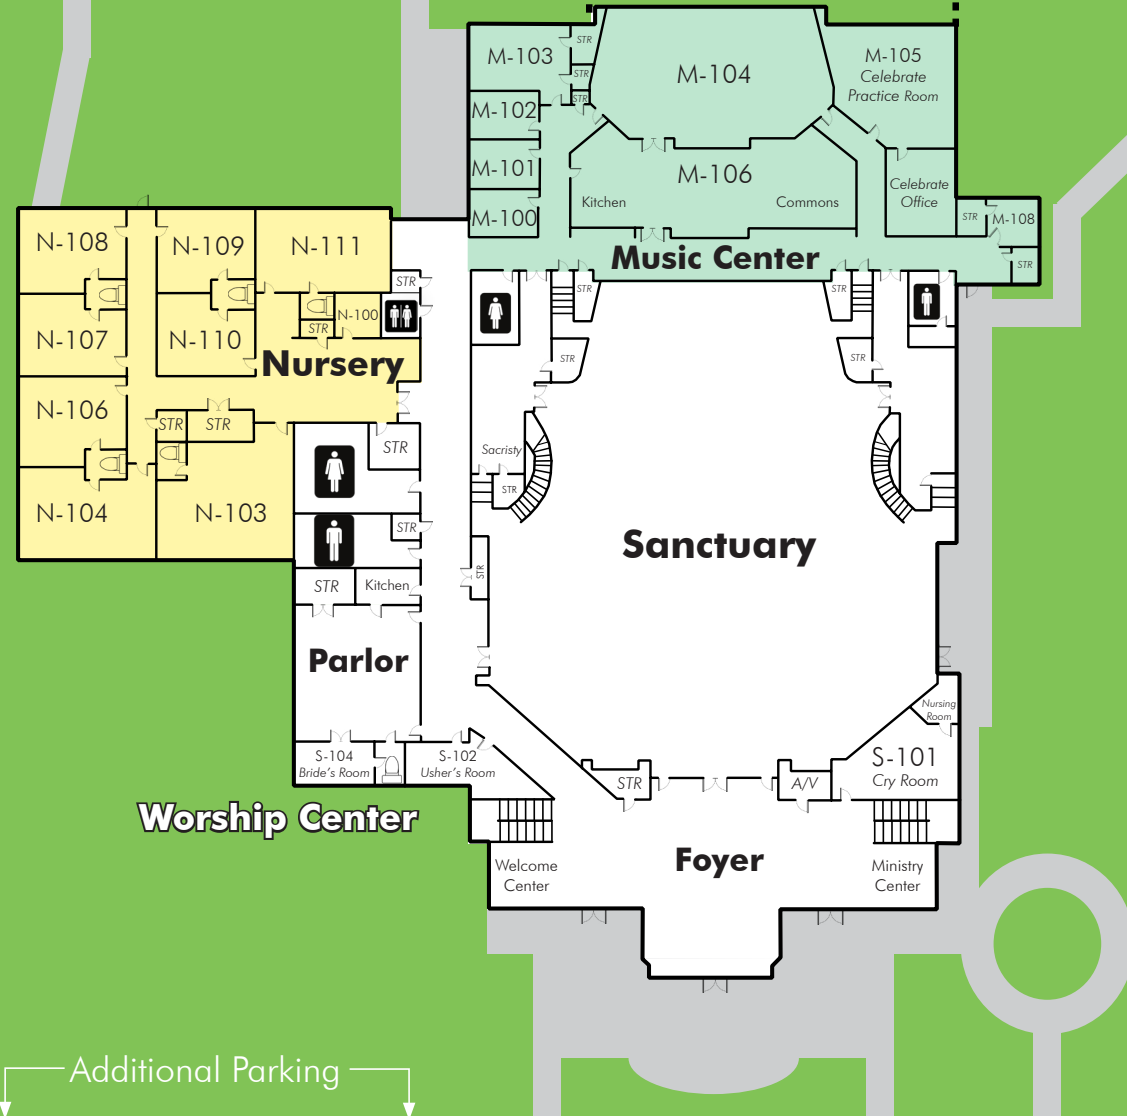 M-103
STR
STR
STR
M-104
M-105
Celebrate
Practice Room
M-102
M-101
M-100
M-106
Kitchen
Commons
Celebrate
Office
STR
M-108
STR
Music Center
N-108
N-109
N-111
STR
N-100
STR
N-107
N-110
Nursery
N-106
STR
STR
N-104
N-103
STR
STR
STR
Kitchen
STR
STR
STR
STR
Sacristy
STR
STR
Sanctuary
Parlor
Nursing
Room
S-104
Bride's Room
S-102
Usher's Room
STR
A/V
S-101
Cry Room
Worship Center
Welcome
Center
Foyer
Ministry
Center
Additional Parking